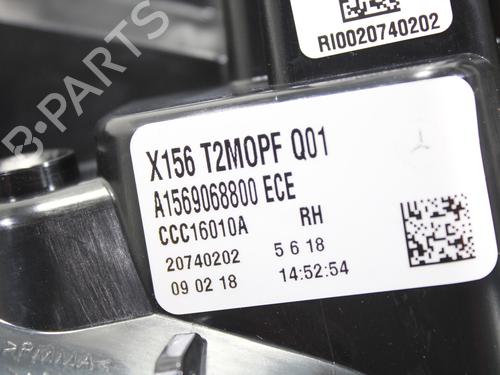 RI0020740202
X156 T2MOPF Q01
A1569068800 ECE
CCC16010A RH
20740202 5 6 18
09 02 18 14:52:54
B-PARTS
>PMMA<